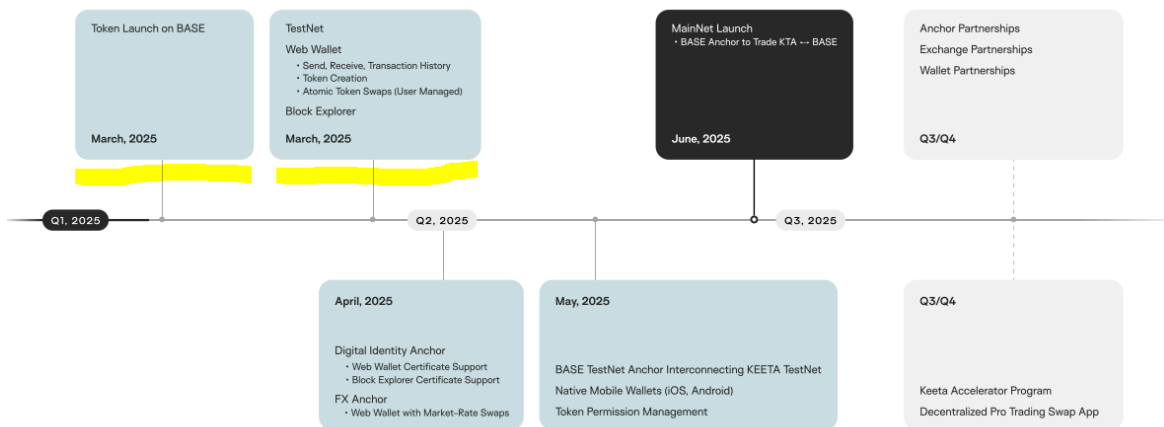 Token Launch on BASE
March, 2025
TestNet
Web Wallet
• Send, Receive, Transaction History
• Token Creation
• Atomic Token Swaps (User Managed)
Block Explorer
March, 2025
MainNet Launch
• BASE Anchor to Trade KTA ↔ BASE
June, 2025
Anchor Partnerships
Exchange Partnerships
Wallet Partnerships
Q3/Q4
Q1, 2025
Q2, 2025
Q3, 2025
April, 2025
Digital Identity Anchor
• Web Wallet Certificate Support
• Block Explorer Certificate Support
FX Anchor
• Web Wallet with Market-Rate Swaps
May, 2025
BASE TestNet Anchor Interconnecting KEETA TestNet
Native Mobile Wallets (iOS, Android)
Token Permission Management
Q3/Q4
Keeta Accelerator Program
Decentralized Pro Trading Swap App